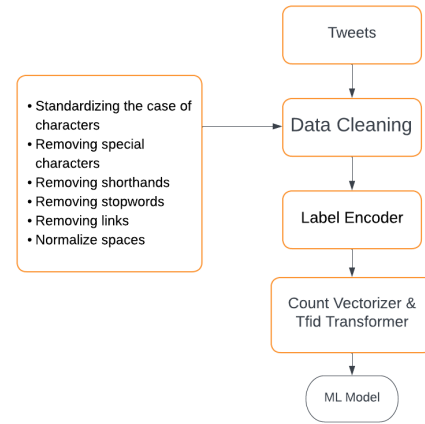 Tweets
Data Cleaning
• Standardizing the case of
characters
• Removing special
characters
• Removing shorthands
• Removing stopwords
• Removing links
• Normalize spaces
Label Encoder
Count Vectorizer &
Tfid Transformer
ML Model